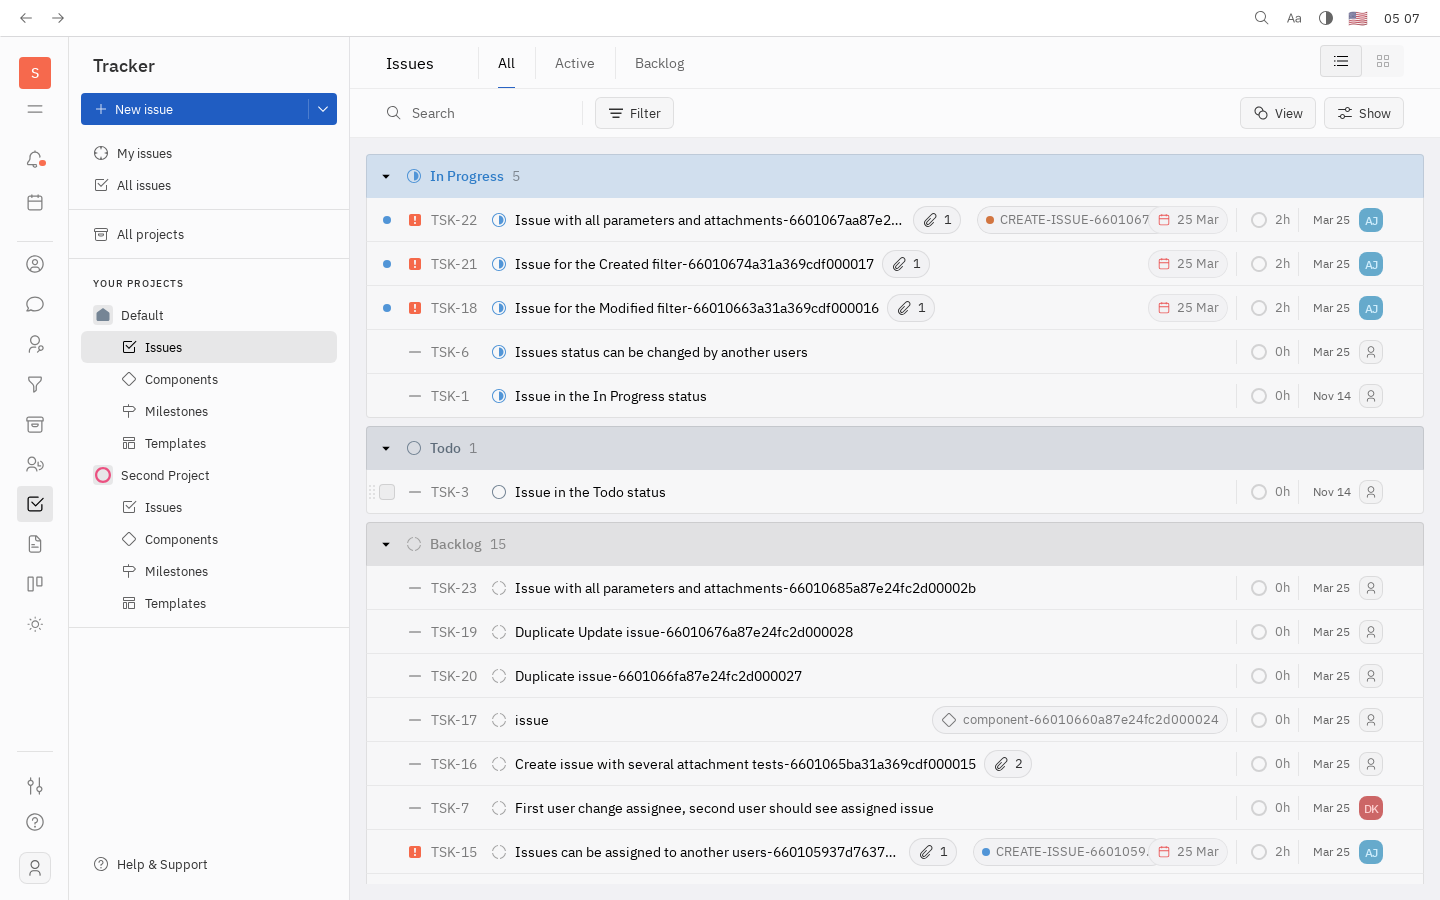 Aa 05 07
S
Tracker
New issue
My issues
All issues
All projects
YOUR PROJECTS
Default
Issues
Components
Milestones
Templates
Second Project
Issues
Components
Milestones
Templates
Help & Support
Issues All Active Backlog
Search Filter View Show
In Progress 5
TSK-22 Issue with all parameters and attachments-6601067aa87e2... 1 CREATE-ISSUE-6601067 25 Mar 2h Mar 25 AJ
TSK-21 Issue for the Created filter-66010674a31a369cdf000017 1 25 Mar 2h Mar 25 AJ
TSK-18 Issue for the Modified filter-66010663a31a369cdf000016 1 25 Mar 2h Mar 25 AJ
TSK-6 Issues status can be changed by another users 0h Mar 25
TSK-1 Issue in the In Progress status 0h Nov 14
Todo 1
TSK-3 Issue in the Todo status 0h Nov 14
Backlog 15
TSK-23 Issue with all parameters and attachments-66010685a87e24fc2d00002b 0h Mar 25
TSK-19 Duplicate Update issue-66010676a87e24fc2d000028 0h Mar 25
TSK-20 Duplicate issue-6601066fa87e24fc2d000027 0h Mar 25
TSK-17 issue component-66010660a87e24fc2d000024 0h Mar 25
TSK-16 Create issue with several attachment tests-6601065ba31a369cdf000015 2 0h Mar 25
TSK-7 First user change assignee, second user should see assigned issue 0h Mar 25 DK
TSK-15 Issues can be assigned to another users-660105937d7637... 1 CREATE-ISSUE-6601059. 25 Mar 2h Mar 25 AJ